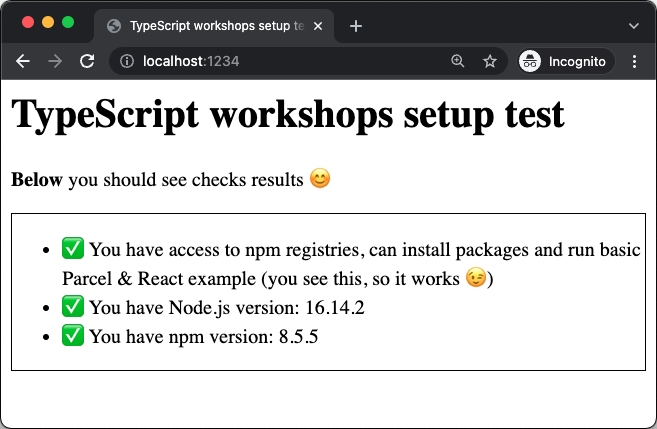 TypeScript workshops setup te
localhost:1234
Incognito
TypeScript workshops setup test
Below you should see checks results 😊
✅ You have access to npm registries, can install packages and run basic
Parcel & React example (you see this, so it works 😉)
✅ You have Node.js version: 16.14.2
✅ You have npm version: 8.5.5